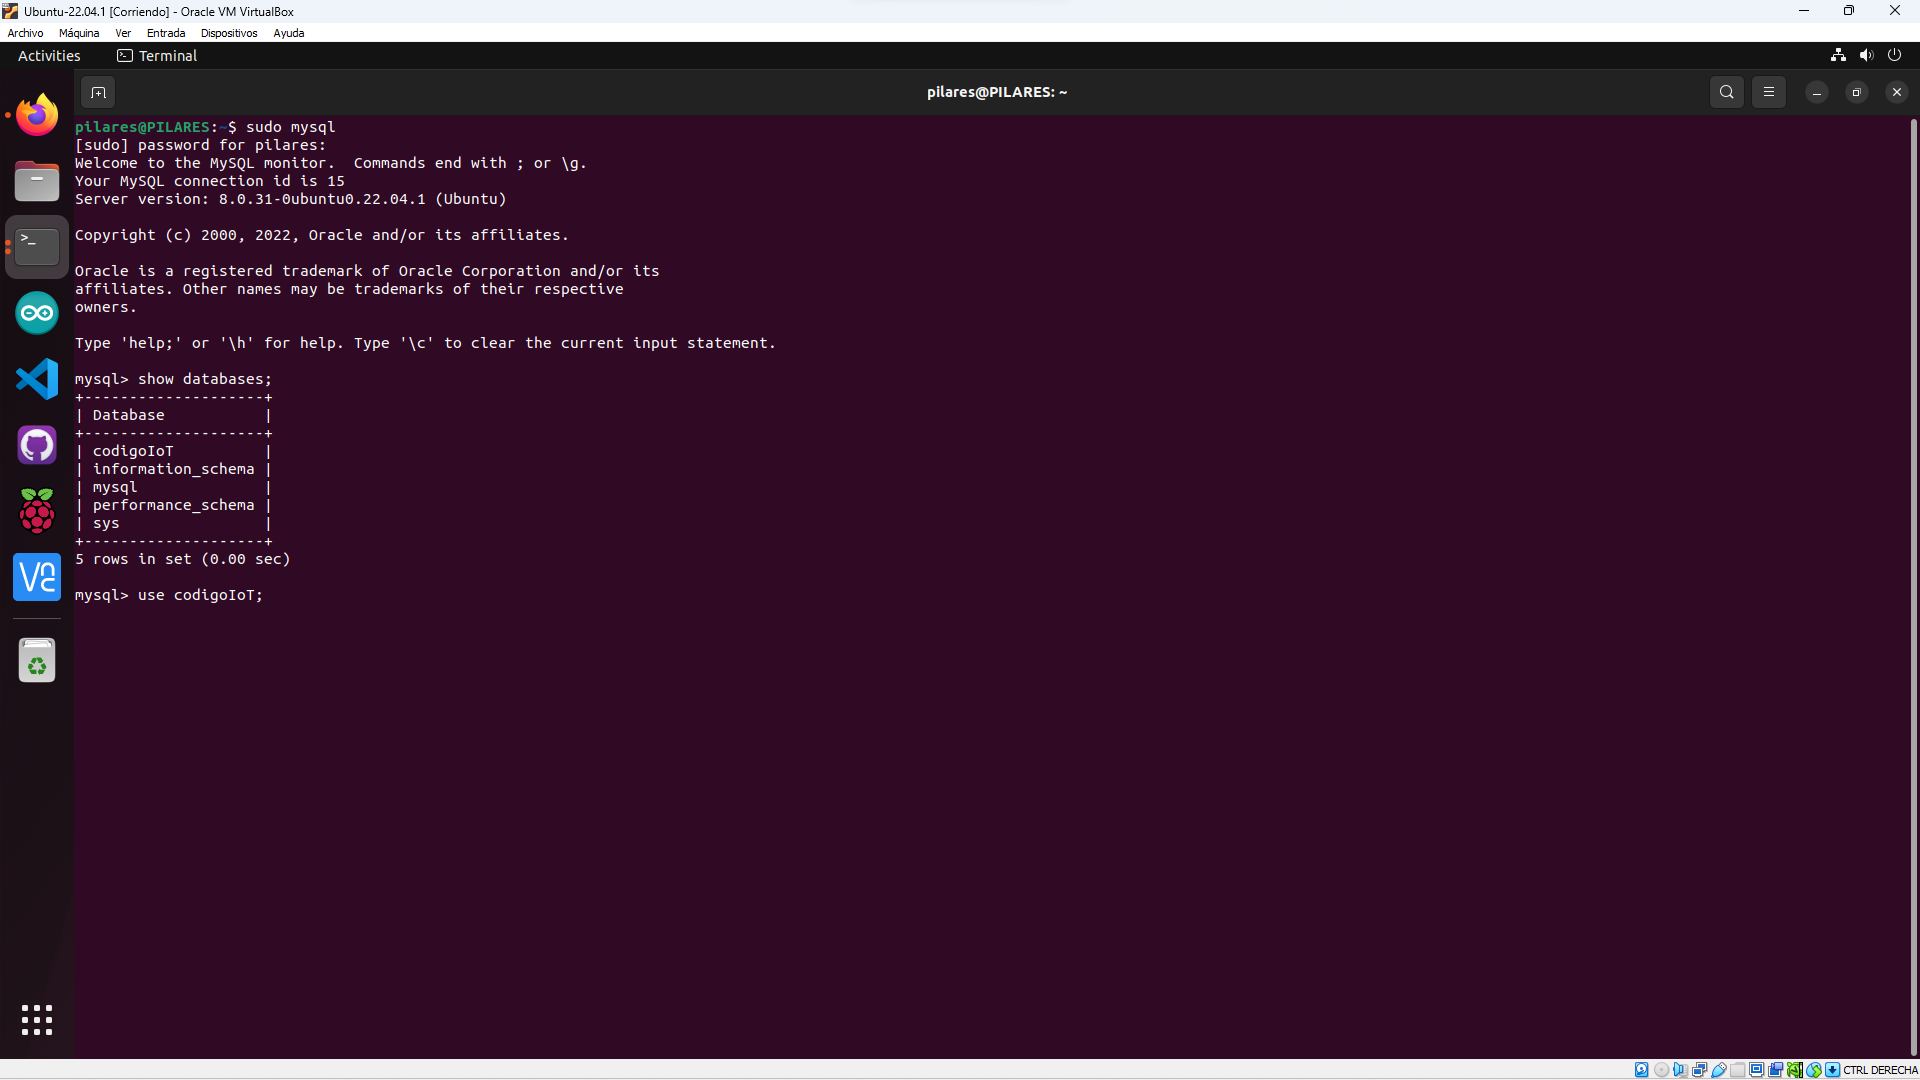 Ubuntu-22.04.1 [Corriendo] - Oracle VM VirtualBox
Archivo Máquina Ver Entrada Dispositivos Ayuda
Activities Terminal
pilares@PILARES: ~
pilares@PILARES:~$ sudo mysql
[sudo] password for pilares:
Welcome to the MySQL monitor.  Commands end with ; or \g.
Your MySQL connection id is 15
Server version: 8.0.31-0ubuntu0.22.04.1 (Ubuntu)
Copyright (c) 2000, 2022, Oracle and/or its affiliates.
Oracle is a registered trademark of Oracle Corporation and/or its
affiliates. Other names may be trademarks of their respective
owners.
Type 'help;' or '\h' for help. Type '\c' to clear the current input statement.
mysql> show databases;
+--------------------+
| Database           |
+--------------------+
| codigoIoT          |
| information_schema |
| mysql              |
| performance_schema |
| sys                |
+--------------------+
5 rows in set (0.00 sec)
mysql> use codigoIoT;
CTRL DERECHA